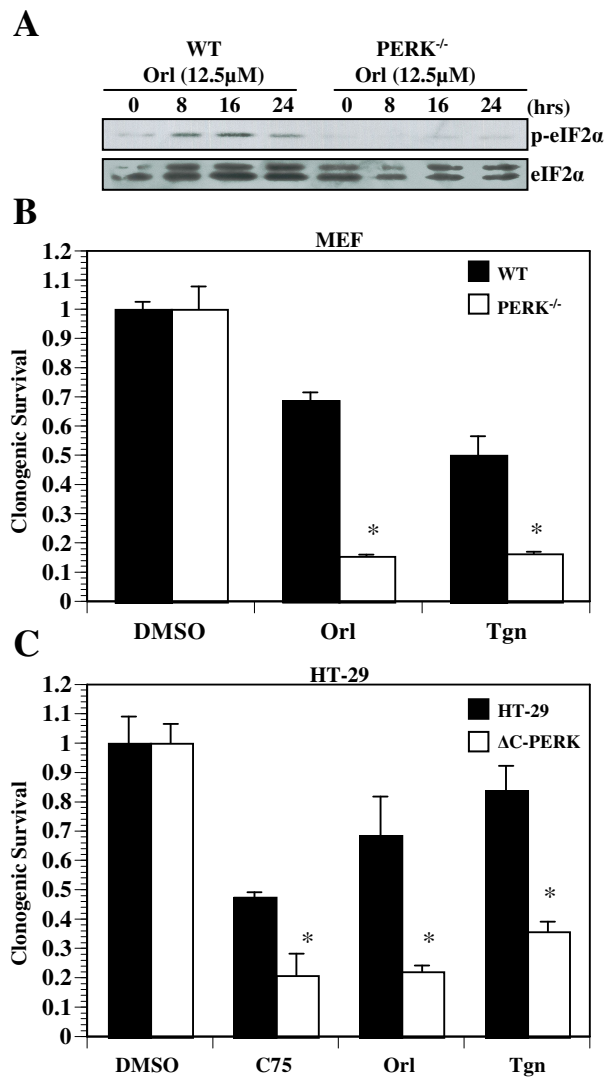 A
WT PERK-/-
Orl (12.5µM) Orl (12.5µM)
0 8 16 24 0 8 16 24 (hrs)
p-eIF2α
eIF2α
B
MEF
WT
PERK-/-
Clonogenic Survival
1.2
1.1
1
0.9
0.8
0.7
0.6
0.5
0.4
0.3
0.2
0.1
0
* *
DMSO Orl Tgn
C
HT-29
HT-29
ΔC-PERK
Clonogenic Survival
1.2
1.1
1
0.9
0.8
0.7
0.6
0.5
0.4
0.3
0.2
0.1
0
* * *
DMSO C75 Orl Tgn